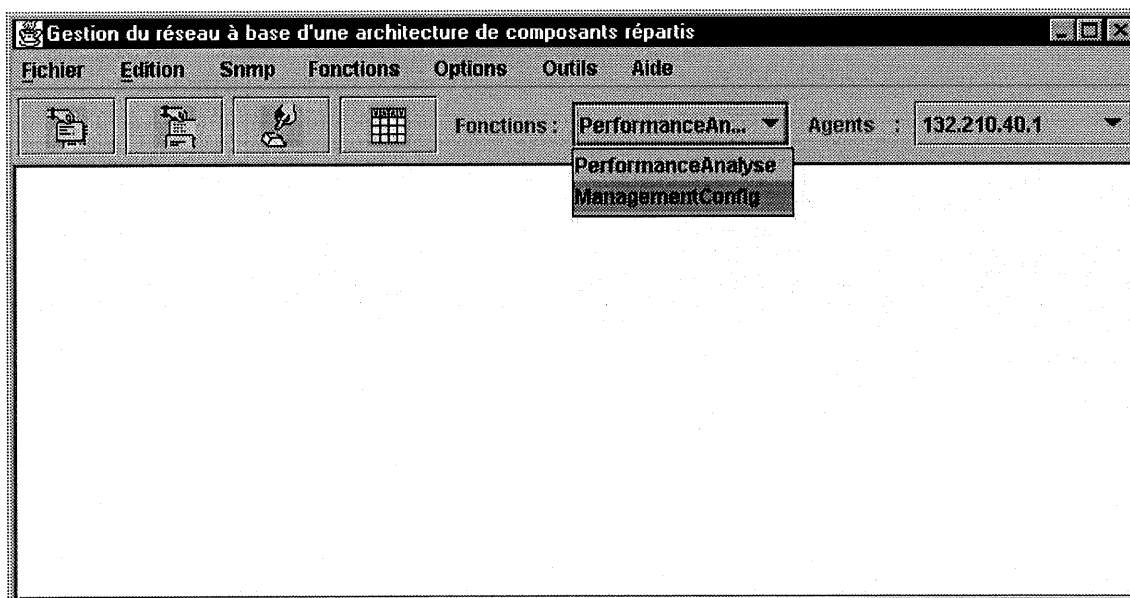 Gestion du réseau à base d'une architecture de composants répartis
Fichier Edition Snmp Fonctions Options Outils Aide
Fonctions : PerformanceAn... Agents : 132.210.40.1
PerformanceAnalyse
ManagementConfig